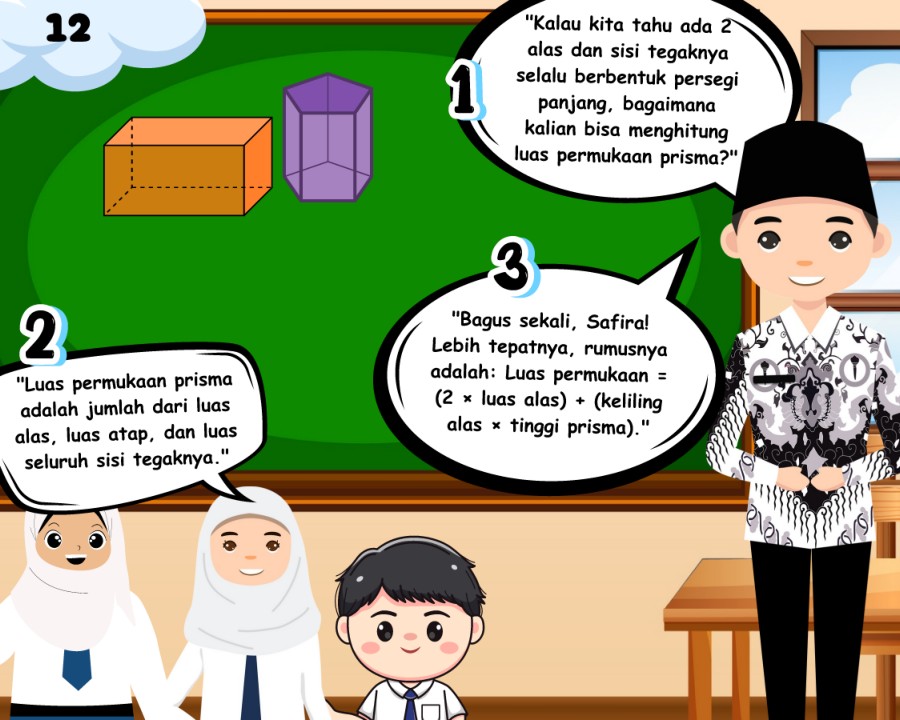 12
1
"Kalau kita tahu ada 2
alas dan sisi tegaknya
selalu berbentuk persegi
panjang, bagaimana
kalian bisa menghitung
luas permukaan prisma?"
2
"Luas permukaan prisma
adalah jumlah dari luas
alas, luas atap, dan luas
seluruh sisi tegaknya."
3
"Bagus sekali, Safira!
Lebih tepatnya, rumusnya
adalah: Luas permukaan =
(2 × luas alas) + (keliling
alas × tinggi prisma)."